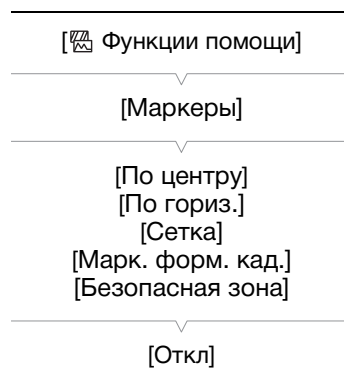 [ Функции помощи]
[Маркеры]
[По центру]
[По гориз.]
[Сетка]
[Марк. форм. кад.]
[Безопасная зона]
[Откл]